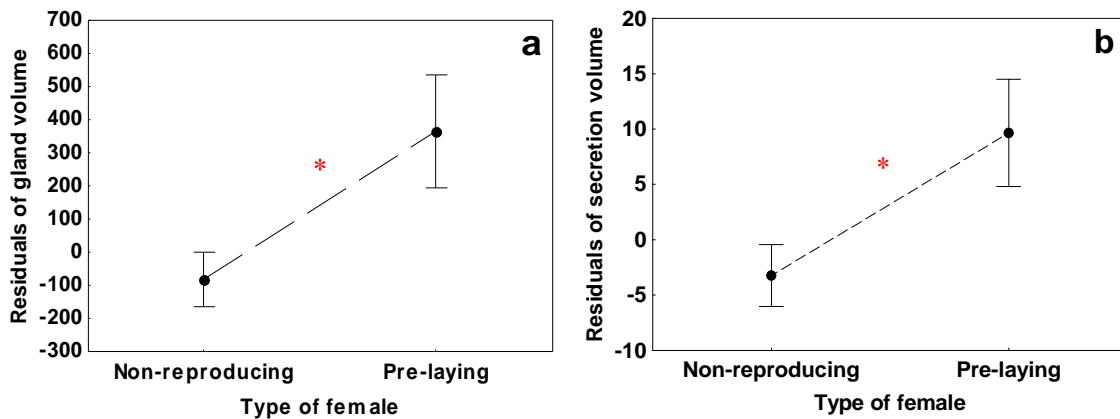 a
Residuals of gland volume
700
600
500
400
300
200
100
0
-100
-200
-300
*
Non-reproducing Pre-laying
Type of female
b
Residuals of secretion volume
20
15
10
5
0
-5
-10
*
Non-reproducing Pre-laying
Type of female